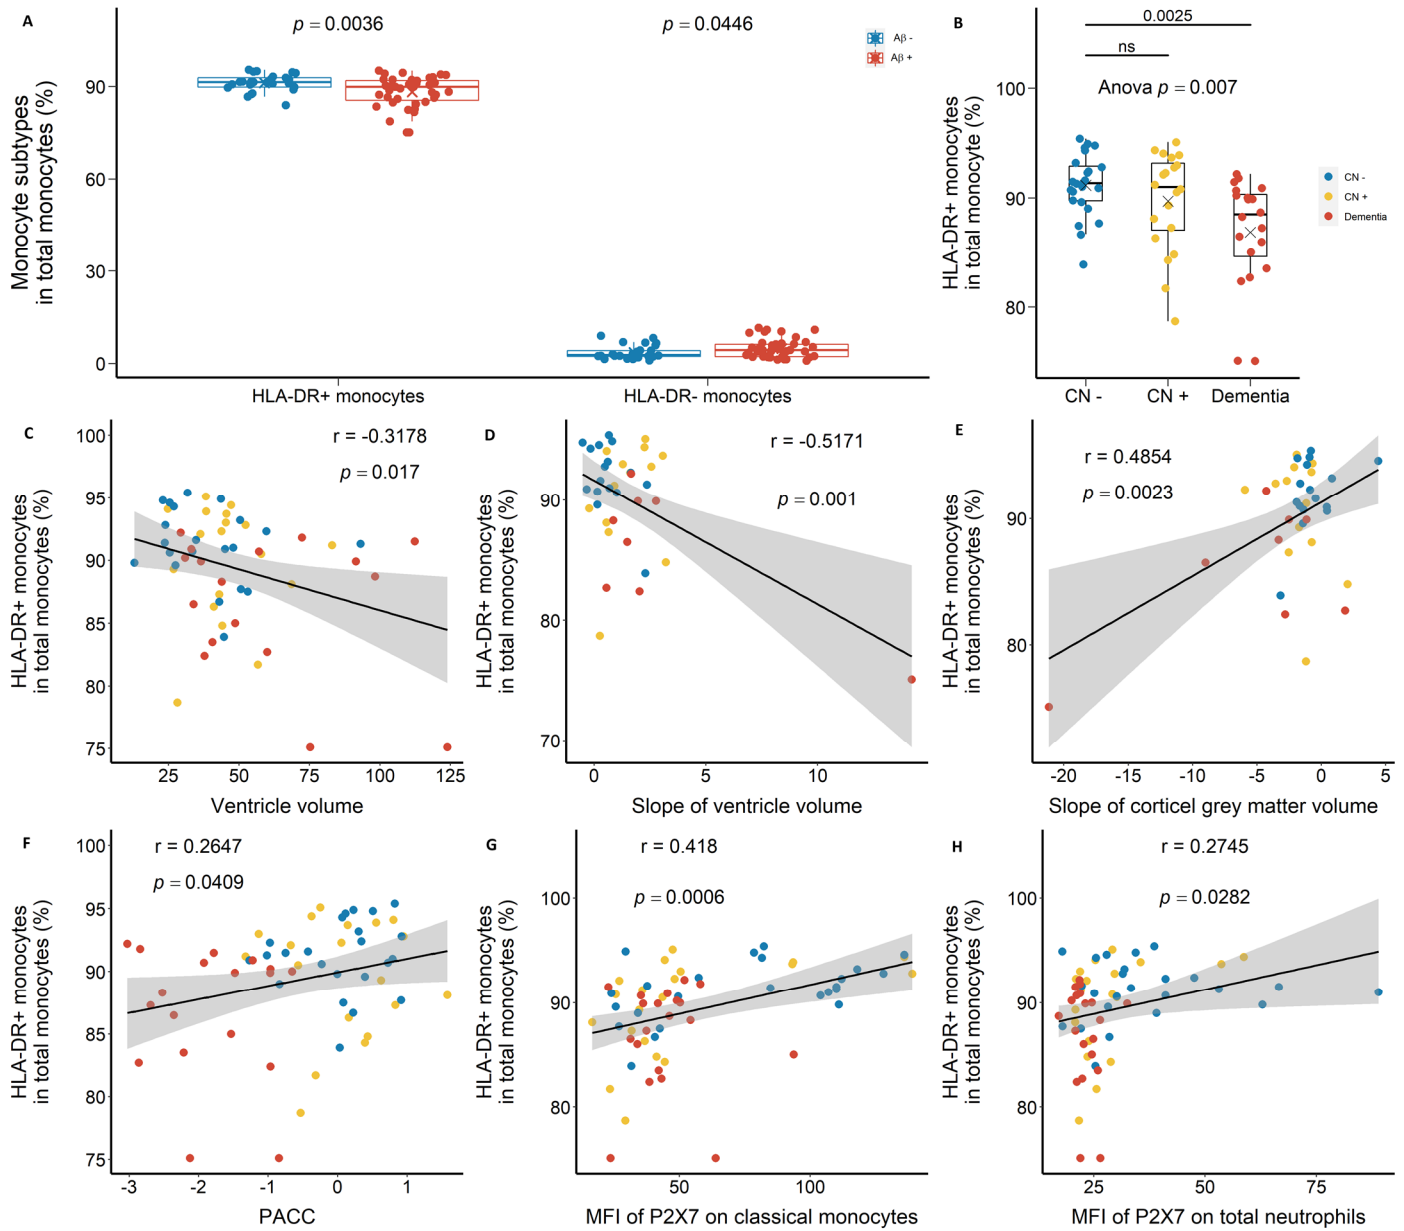 A
p = 0.0036
p = 0.0446
Aβ -
Aβ +
Monocyte subtypes
in total monocytes (%)
90
60
30
0
HLA-DR+ monocytes
HLA-DR- monocytes
B
0.0025
ns
Anova p = 0.007
HLA-DR+ monocytes
in total monocyte (%)
100
90
80
CN -
CN +
Dementia
CN -
CN +
Dementia
C
r = -0.3178
p = 0.017
HLA-DR+ monocytes
in total monocytes (%)
100
95
90
85
80
75
25
50
75
100
125
Ventricle volume
D
r = -0.5171
p = 0.001
HLA-DR+ monocytes
in total monocytes (%)
90
80
70
0
5
10
Slope of ventricle volume
E
r = 0.4854
p = 0.0023
HLA-DR+ monocytes
in total monocytes (%)
90
80
-20
-15
-10
-5
0
5
Slope of corticel grey matter volume
F
r = 0.2647
p = 0.0409
HLA-DR+ monocytes
in total monocytes (%)
100
95
90
85
80
75
-3
-2
-1
0
1
PACC
G
r = 0.418
p = 0.0006
HLA-DR+ monocytes
in total monocytes (%)
100
90
80
50
100
MFI of P2X7 on classical monocytes
H
r = 0.2745
p = 0.0282
HLA-DR+ monocytes
in total monocytes (%)
100
90
80
25
50
75
MFI of P2X7 on total neutrophils